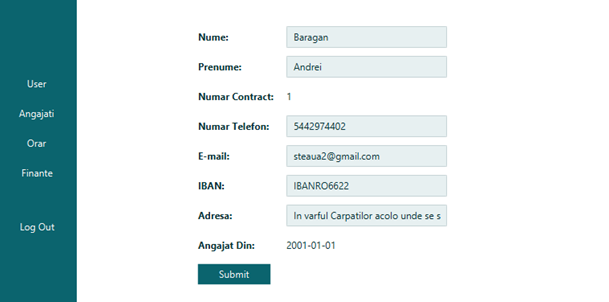 User
Angajati
Orar
Finante
Log Out
Nume: Baragan
Prenume: Andrei
Numar Contract: 1
Numar Telefon: 5442974402
E-mail: steaua2@gmail.com
IBAN: IBANRO6622
Adresa: In varful Carpatilor acolo unde se s
Angajat Din: 2001-01-01
Submit